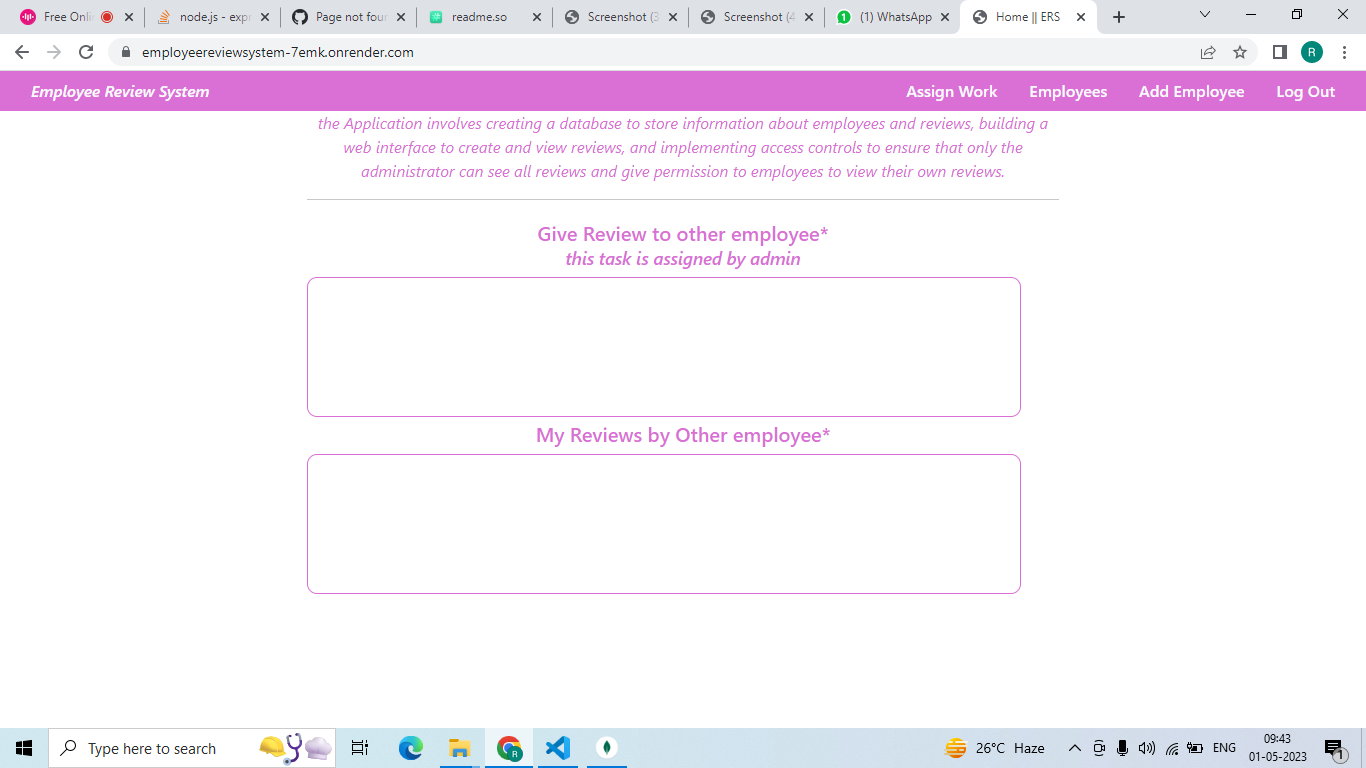 Free Onli
node.js - expr
Page not foun
readme.so
Screenshot (3
Screenshot (4
1
(1) WhatsApp
Home || ERS
employeereviewsystem-7emk.onrender.com
R
Employee Review System
Assign Work
Employees
Add Employee
Log Out
the Application involves creating a database to store information about employees and reviews, building a
web interface to create and view reviews, and implementing access controls to ensure that only the
administrator can see all reviews and give permission to employees to view their own reviews.
Give Review to other employee*
this task is assigned by admin
My Reviews by Other employee*
Type here to search
R
26°C Haze
ENG
09:43
01-05-2023
1